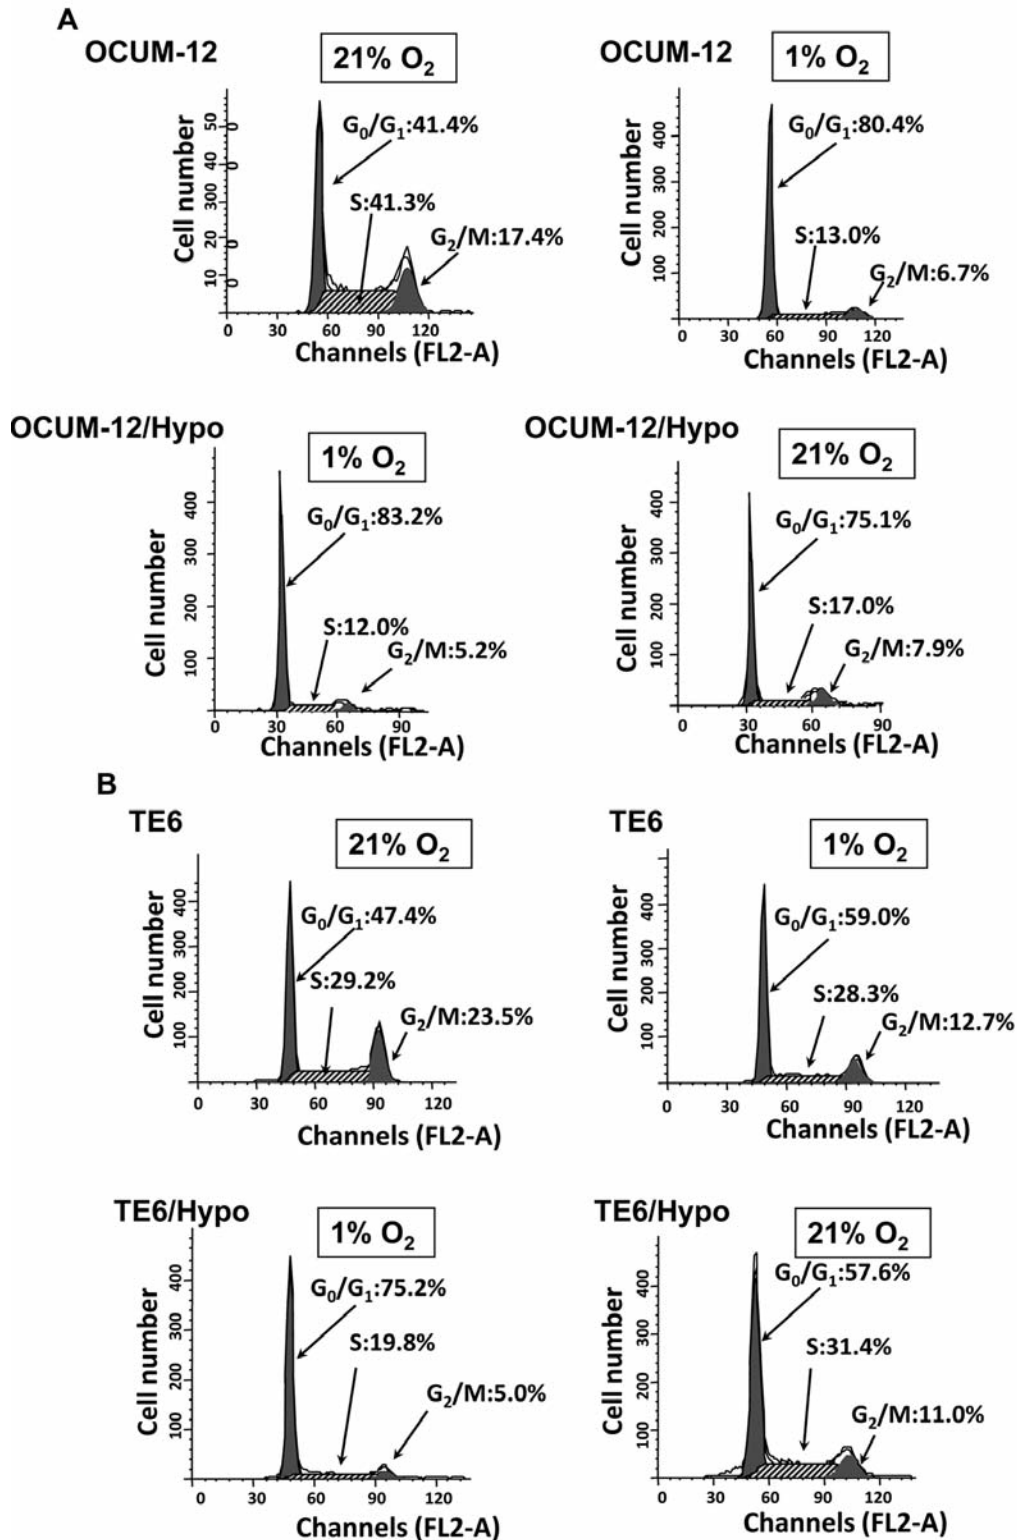 A
OCUM-12
21% O₂
Cell number
50
0
40
0
300
20
0
10
0
G₀/G₁:41.4%
S:41.3%
G₂/M:17.4%
0 30 60 90 120
Channels (FL2-A)
OCUM-12
1% O₂
Cell number
400
300
200
100
G₀/G₁:80.4%
S:13.0%
G₂/M:6.7%
0 30 60 90 120
Channels (FL2-A)
OCUM-12/Hypo
1% O₂
Cell number
400
300
200
100
G₀/G₁:83.2%
S:12.0%
G₂/M:5.2%
0 30 60 90
Channels (FL2-A)
OCUM-12/Hypo
21% O₂
Cell number
400
300
200
100
G₀/G₁:75.1%
S:17.0%
G₂/M:7.9%
0 30 60 90
Channels (FL2-A)
B
TE6
21% O₂
Cell number
400
300
200
100
G₀/G₁:47.4%
S:29.2%
G₂/M:23.5%
0 30 60 90 120
Channels (FL2-A)
TE6
1% O₂
Cell number
400
300
200
100
G₀/G₁:59.0%
S:28.3%
G₂/M:12.7%
0 30 60 90 120
Channels (FL2-A)
TE6/Hypo
1% O₂
Cell number
400
300
200
100
G₀/G₁:75.2%
S:19.8%
G₂/M:5.0%
0 30 60 90 120
Channels (FL2-A)
TE6/Hypo
21% O₂
Cell number
400
300
200
100
G₀/G₁:57.6%
S:31.4%
G₂/M:11.0%
0 30 60 90 120
Channels (FL2-A)